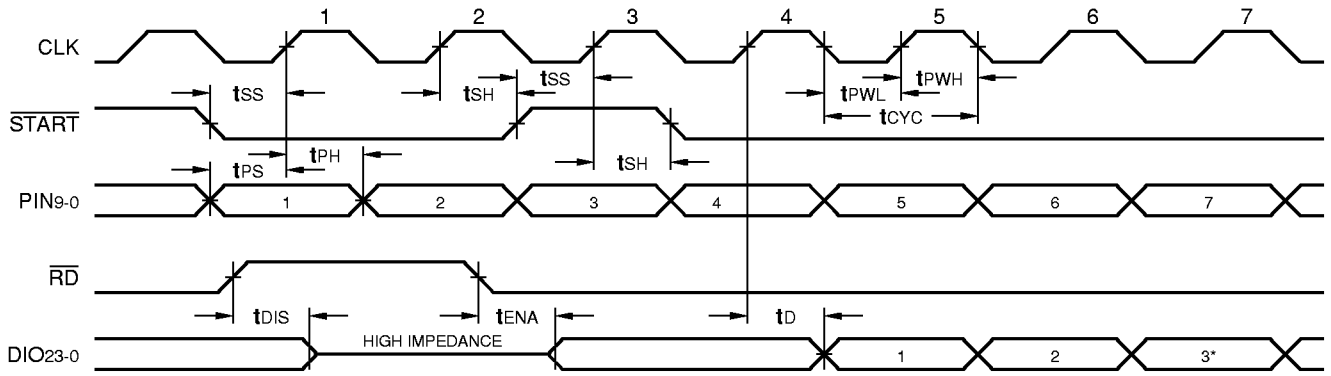 1 2 3 4 5 6 7
CLK
tSS tSH tSS tPWL tPWH
START
tCYC
tPS tPH tSH
PIN9-0 1 2 3 4 5 6 7
RD
tDIS tENA tD
HIGH IMPEDANCE
DIO23-0 1 2 3*